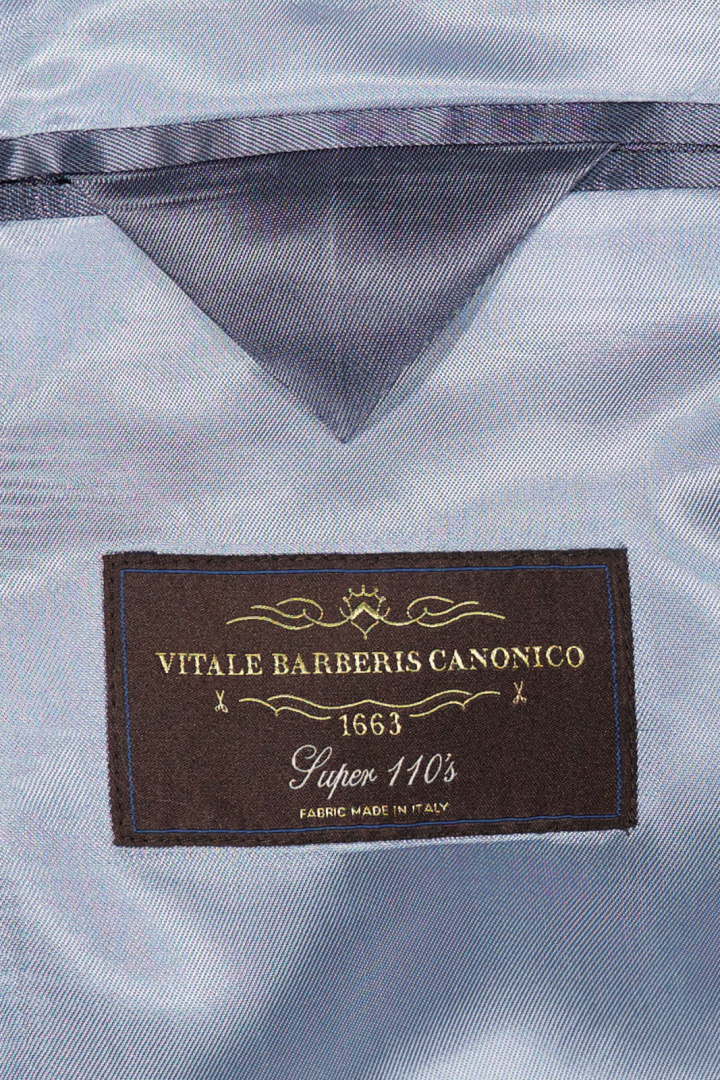 VITALE BARBERIS CANONICO
1663
Super 110's
FABRIC MADE IN ITALY